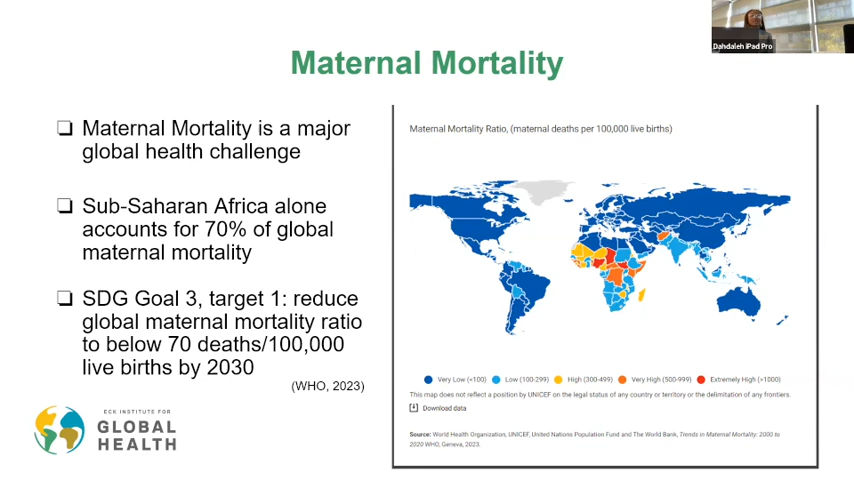 Dahdaleh iPad Pro
Maternal Mortality
❑ Maternal Mortality is a major
global health challenge
❑ Sub-Saharan Africa alone
accounts for 70% of global
maternal mortality
❑ SDG Goal 3, target 1: reduce
global maternal mortality ratio
to below 70 deaths/100,000
live births by 2030
(WHO, 2023)
ECK INSTITUTE FOR
GLOBAL
HEALTH
Maternal Mortality Ratio, (maternal deaths per 100,000 live births)
Very Low (<100) Low (100-299) High (300-499) Very High (500-999) Extremely High (>1000)
This map does not reflect a position by UNICEF on the legal status of any country or territory or the delimitation of any frontiers.
Download data
Source: World Health Organization, UNICEF, United Nations Population Fund and The World Bank, Trends in Maternal Mortality: 2000 to
2020 WHO, Geneva, 2023.